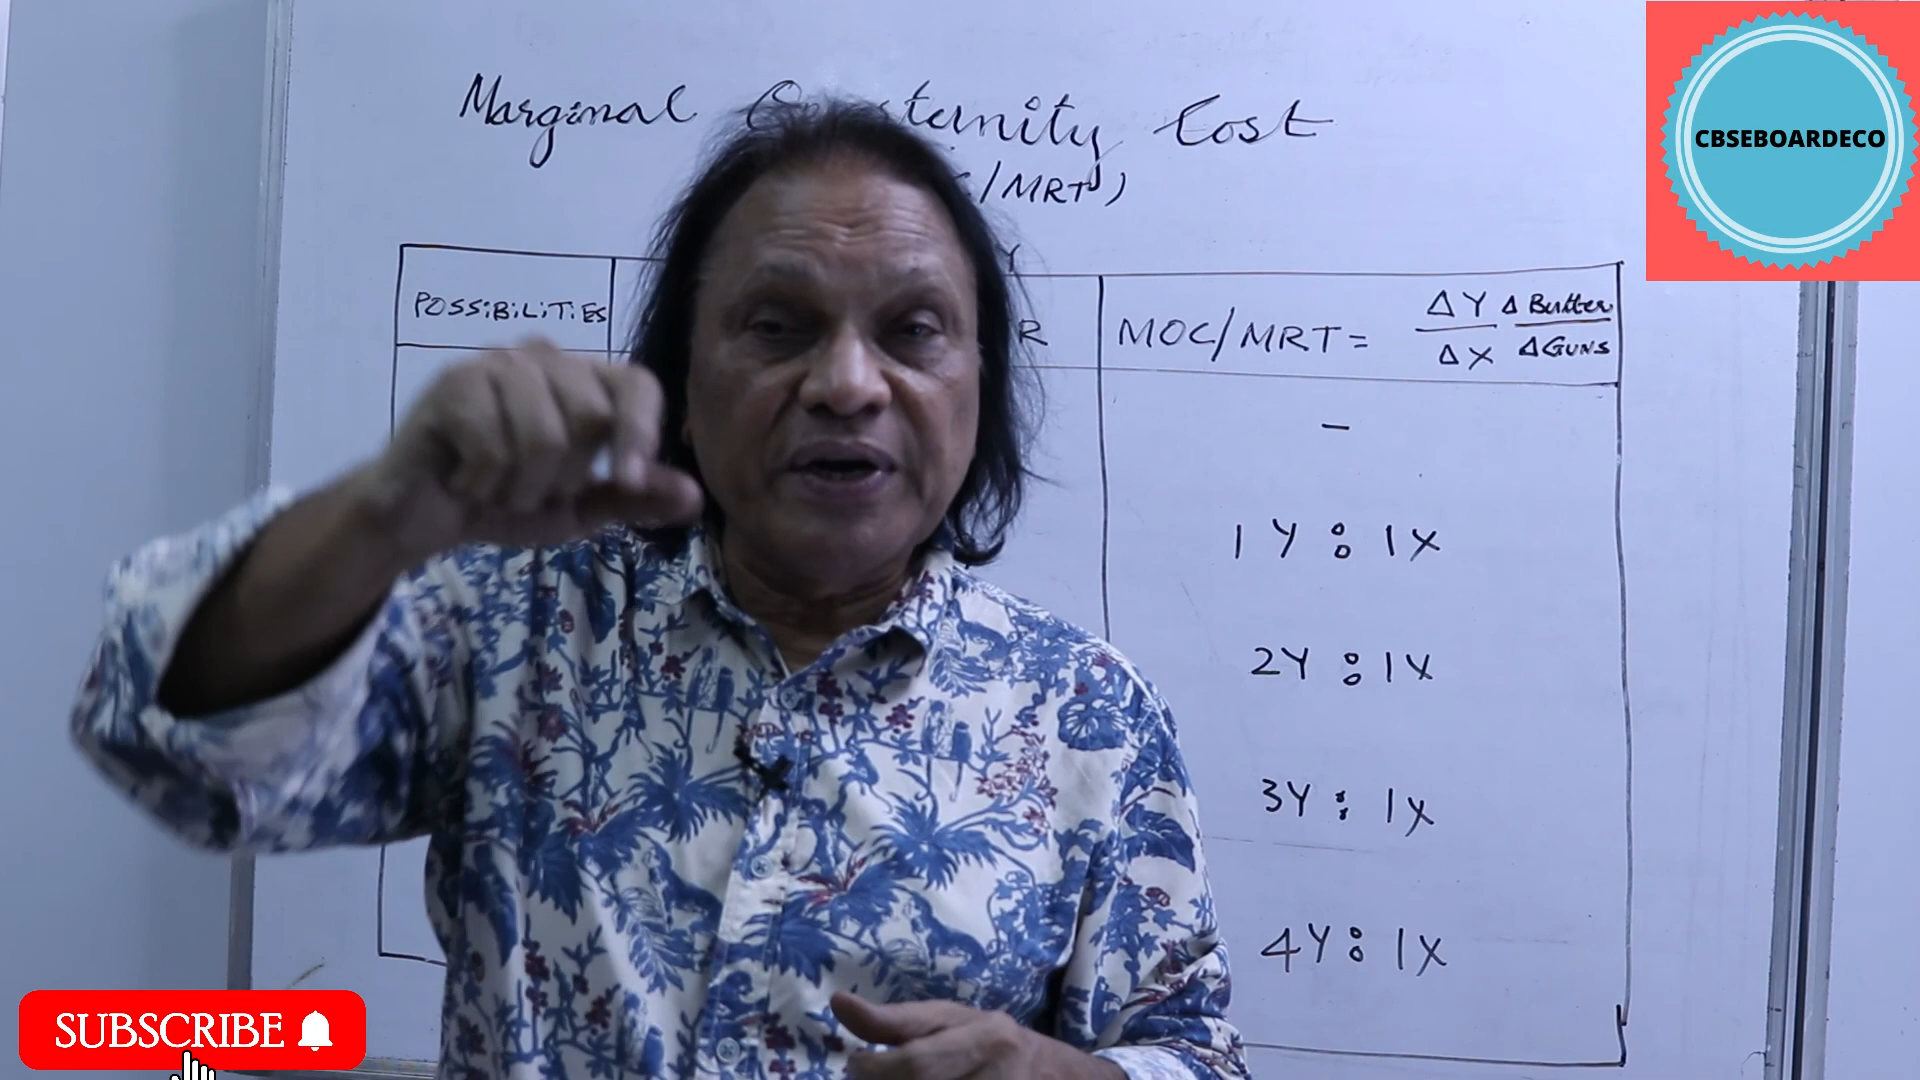 Marginal Cost
/MRT)
CBSEBOARDECO
Y
POSSiBiLiTiES R MOC/MRT = ΔY/ΔX Δ Butter/ΔGUNS
-
1Y : 1X
2Y : 1X
3Y : 1X
4Y : 1X
SUBSCRIBE